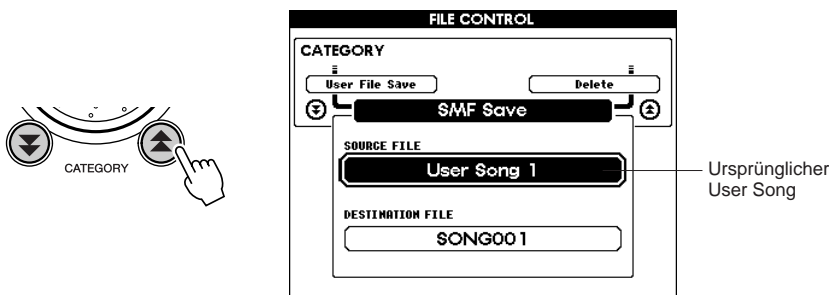 FILE CONTROL
CATEGORY
User File Save
Delete
SMF Save
SOURCE FILE
User Song 1
DESTINATION FILE
SONG001
CATEGORY
Ursprünglicher
User Song